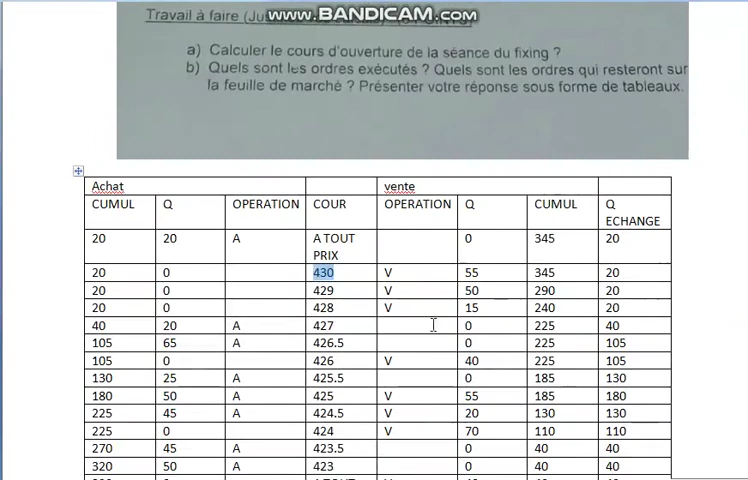 www.BANDICAM.com
Travail à faire
a) Calculer le cours d'ouverture de la séance du fixing ?
b) Quels sont les ordres exécutés ? Quels sont les ordres qui resteront sur
la feuille de marché ? Présenter votre réponse sous forme de tableaux.
Achat vente
CUMUL Q OPERATION COUR OPERATION Q CUMUL Q
ECHANGE
20 20 A A TOUT 0 345 20
PRIX
20 0 430 V 55 345 20
20 0 429 V 50 290 20
20 0 428 V 15 240 20
40 20 A 427 0 225 40
105 65 A 426.5 0 225 105
105 0 426 V 40 225 105
130 25 A 425.5 0 185 130
180 50 A 425 V 55 185 180
225 45 A 424.5 V 20 130 130
225 0 424 V 70 110 110
270 45 A 423.5 0 40 40
320 50 A 423 0 40 40